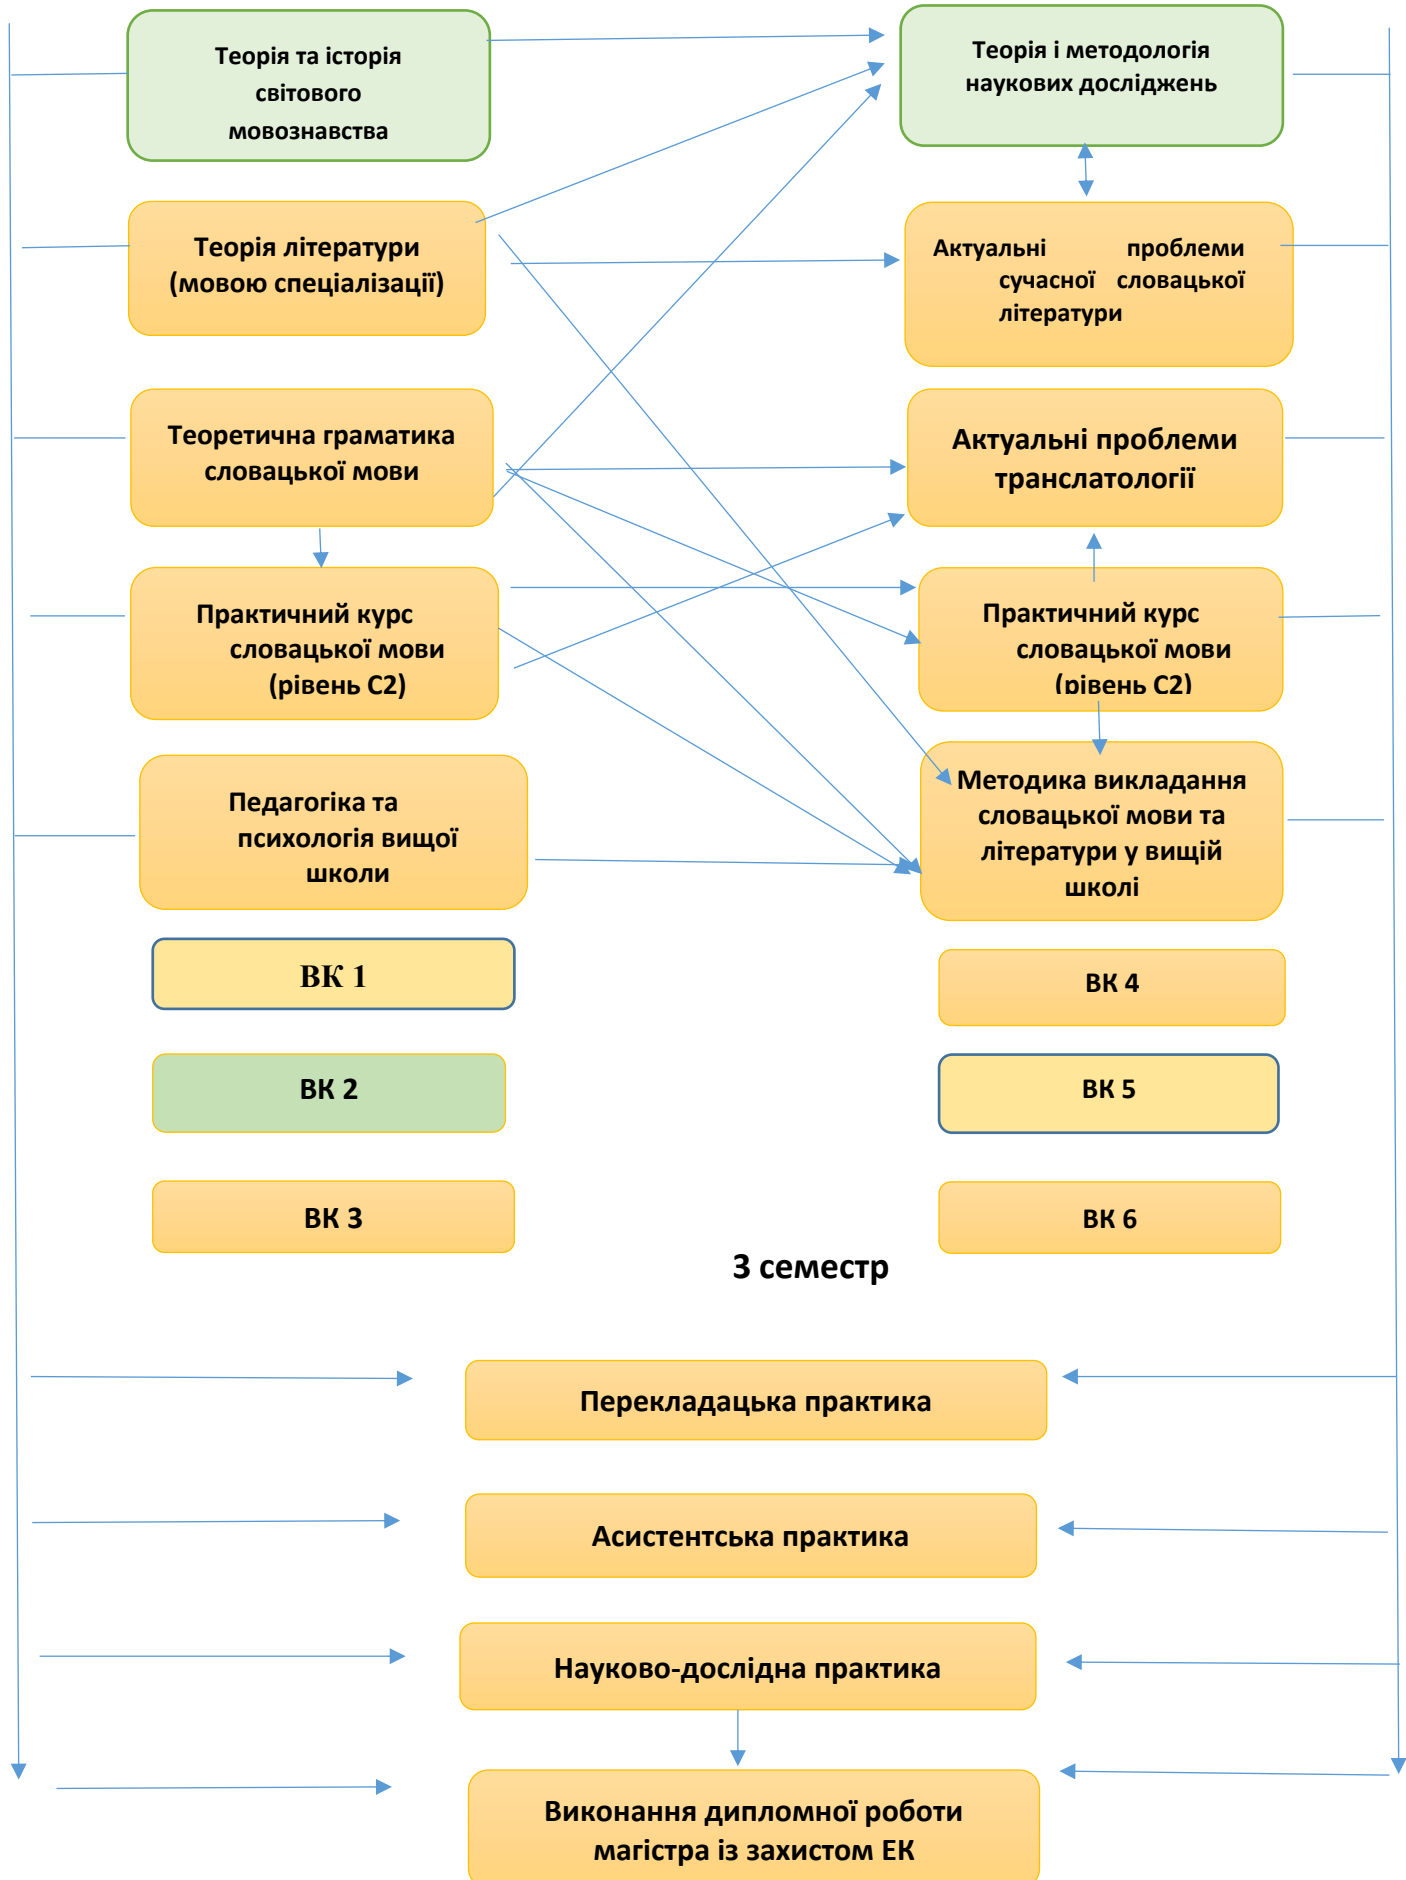 Теорія та історія
світового
мовознавства
Теорія і методологія
наукових досліджень
Теорія літератури
(мовою спеціалізації)
Актуальні проблеми
сучасної словацької
літератури
Теоретична граматика
словацької мови
Актуальні проблеми
транслатології
Практичний курс
словацької мови
(рівень С2)
Практичний курс
словацької мови
(рівень С2)
Педагогіка та
психологія вищої
школи
Методика викладання
словацької мови та
літератури у вищій
школі
ВК 1
ВК 4
ВК 2
ВК 5
ВК 3
ВК 6
3 семестр
Перекладацька практика
Асистентська практика
Науково-дослідна практика
Виконання дипломної роботи
магістра із захистом ЕК